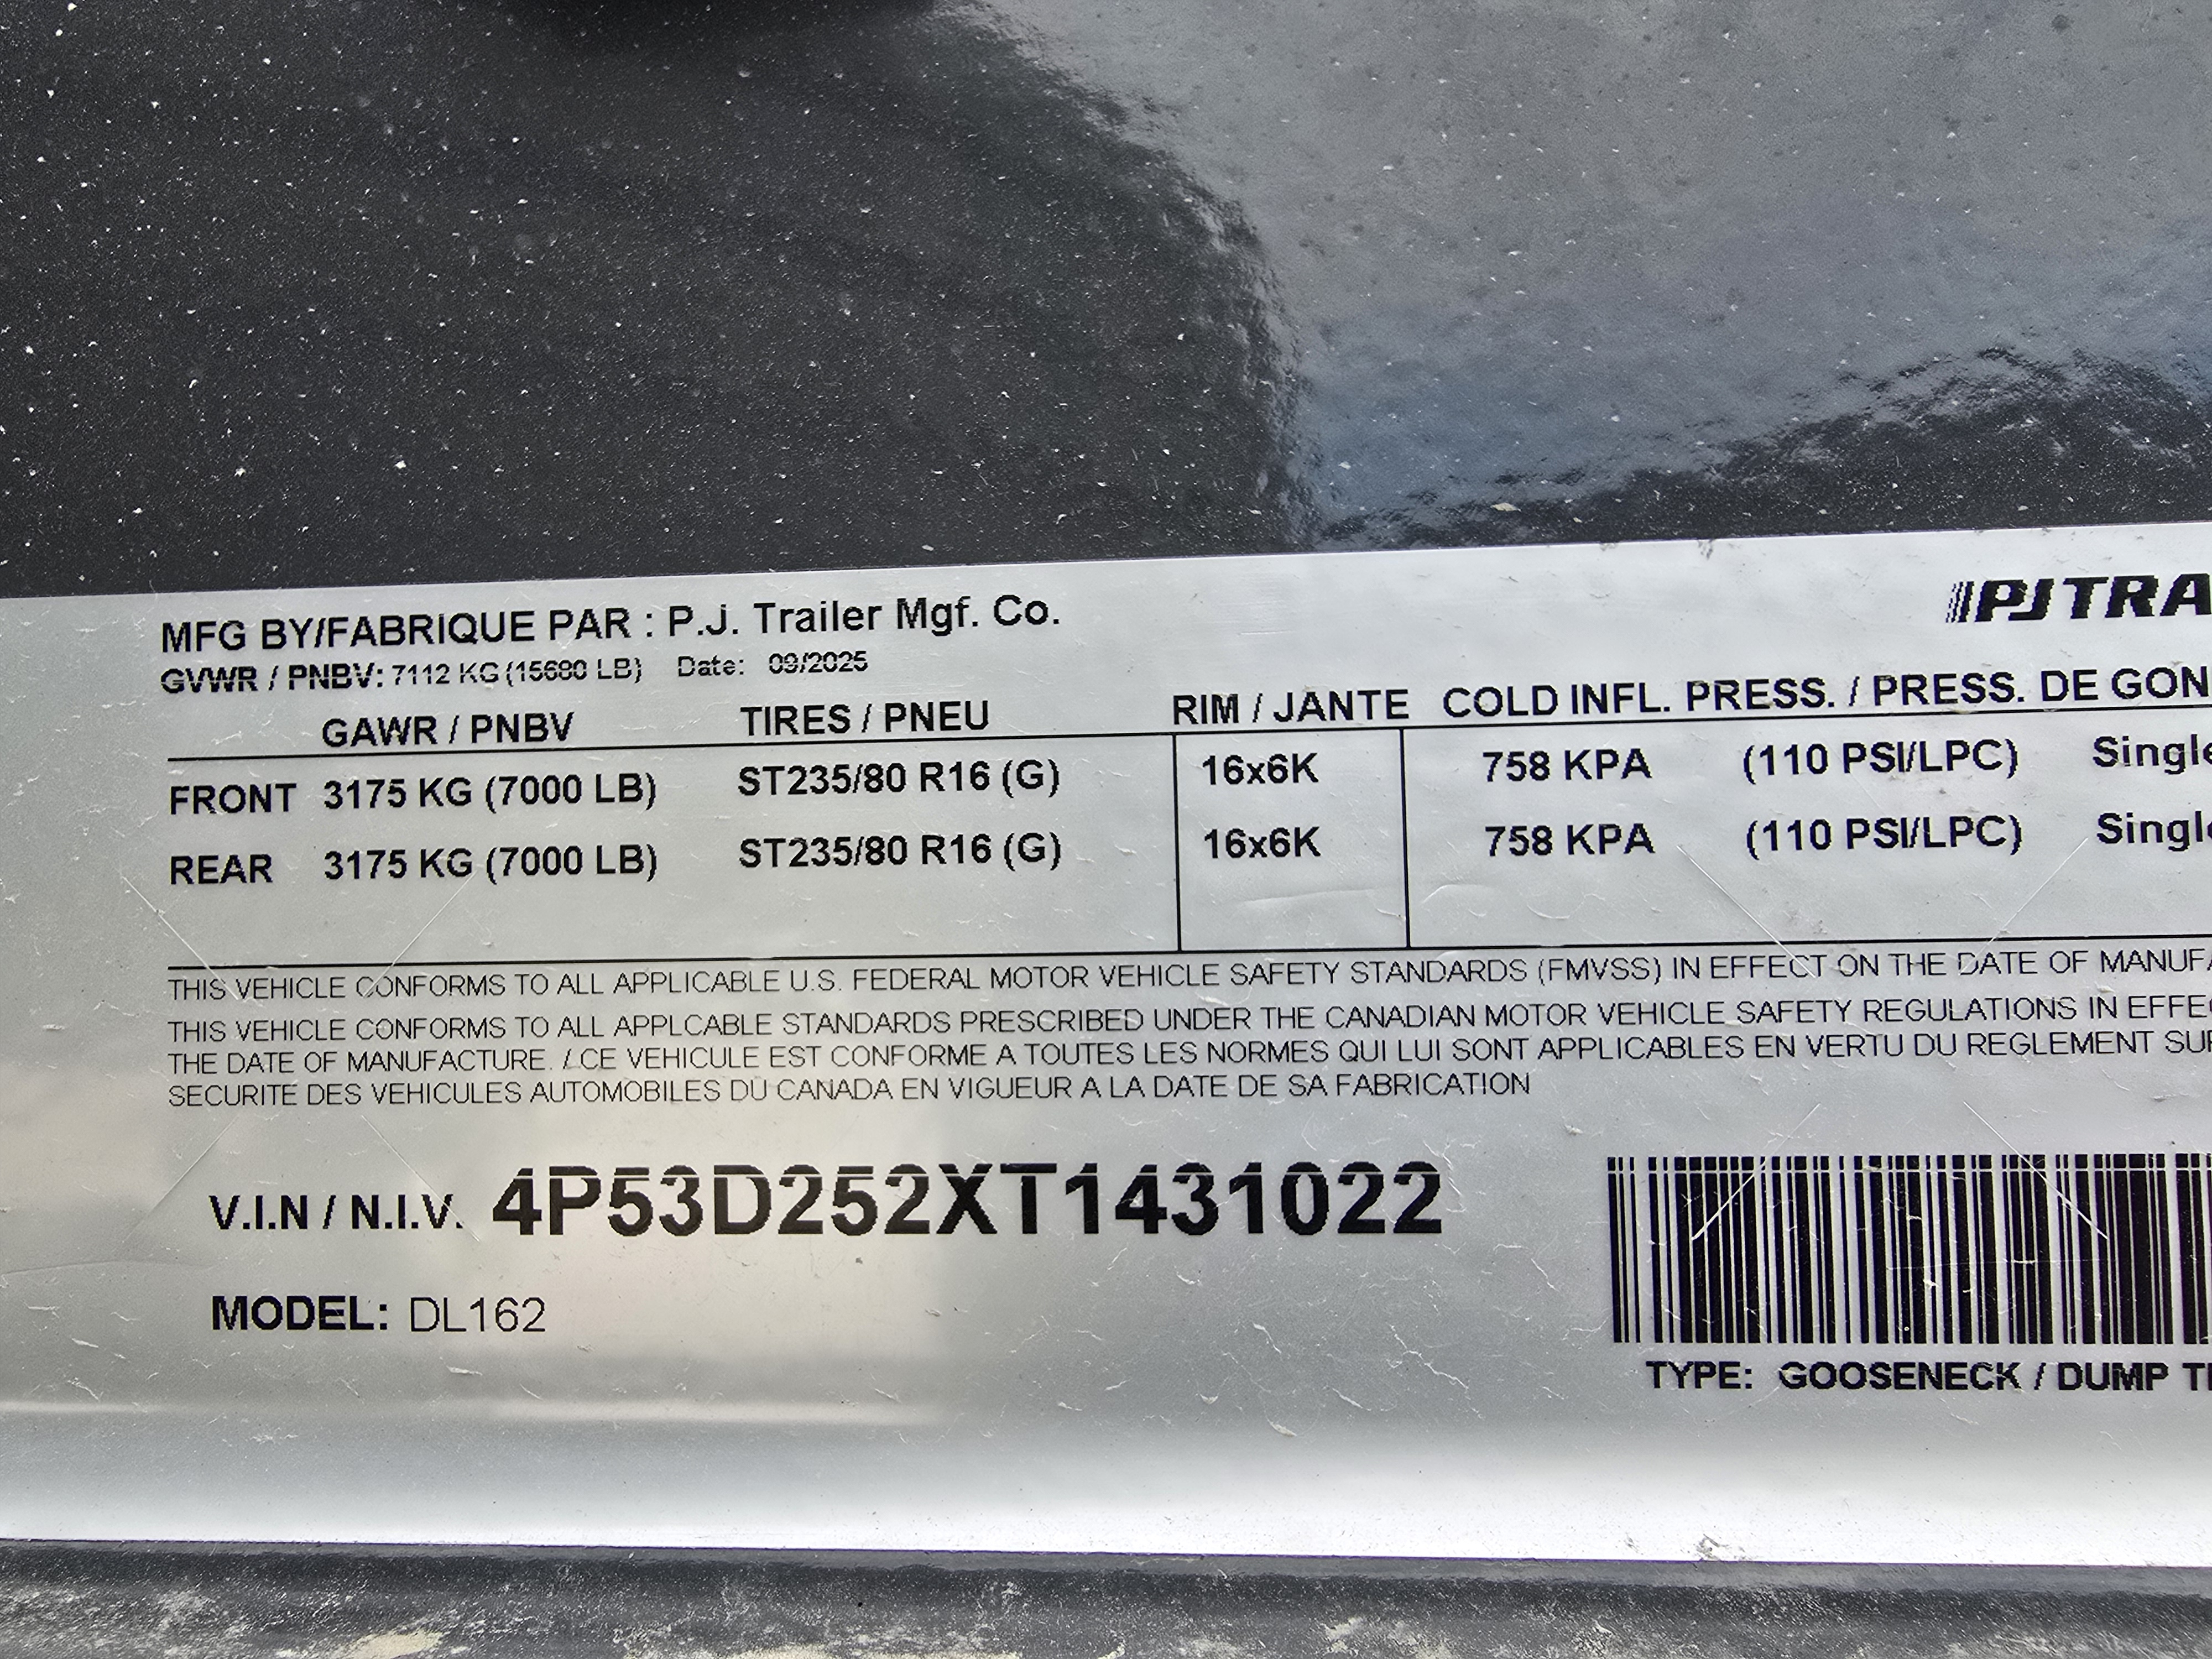 MFG BY/FABRIQUE PAR : P.J. Trailer Mgf. Co.
PJ TRA
GVWR / PNBV: 7112 KG (15680 LB) Date: 09/2025
GAWR / PNBV TIRES / PNEU RIM / JANTE COLD INFL. PRESS. / PRESS. DE GON
FRONT 3175 KG (7000 LB) ST235/80 R16 (G) 16x6K 758 KPA (110 PSI/LPC) Single
REAR 3175 KG (7000 LB) ST235/80 R16 (G) 16x6K 758 KPA (110 PSI/LPC) Single
THIS VEHICLE CONFORMS TO ALL APPLICABLE U.S. FEDERAL MOTOR VEHICLE SAFETY STANDARDS (FMVSS) IN EFFECT ON THE DATE OF MANUFA
THIS VEHICLE CONFORMS TO ALL APPLCABLE STANDARDS PRESCRIBED UNDER THE CANADIAN MOTOR VEHICLE SAFETY REGULATIONS IN EFFEC
THE DATE OF MANUFACTURE. / CE VEHICULE EST CONFORME A TOUTES LES NORMES QUI LUI SONT APPLICABLES EN VERTU DU REGLEMENT SUR
SECURITE DES VEHICULES AUTOMOBILES DU CANADA EN VIGUEUR A LA DATE DE SA FABRICATION
V.I.N / N.I.V. 4P53D252XT1431022
MODEL: DL162
TYPE: GOOSENECK / DUMP TR